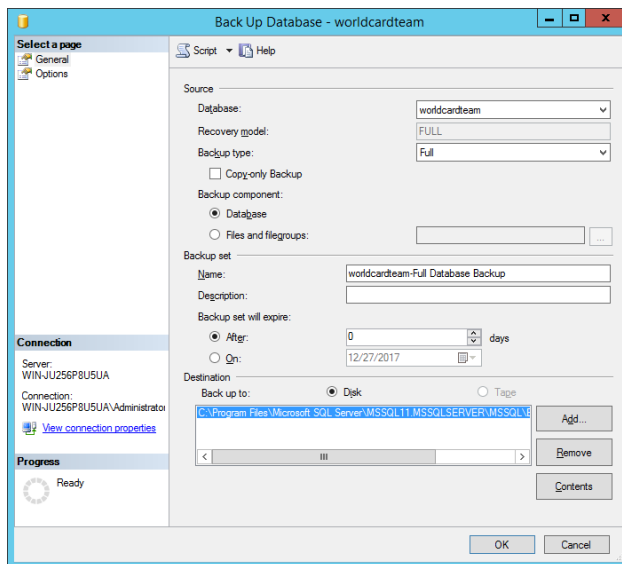 Back Up Database - worldcardteam
Select a page
General
Options
Script Help
Source
Database: worldcardteam
Recovery model: FULL
Backup type: Full
Copy-only Backup
Backup component:
Database
Files and filegroups: ...
Backup set
Name: worldcardteam-Full Database Backup
Description:
Backup set will expire:
After: 0 days
On: 12/27/2017
Destination
Back up to: Disk Tape
C:\Program Files\Microsoft SQL Server\MSSQL11.MSSQLSERVER\MSSQL\
Add...
Remove
Contents
Connection
Server:
WIN-JU256P8U5UA
Connection:
WIN-JU256P8U5UA\Administrator
View connection properties
Progress
Ready
OK Cancel